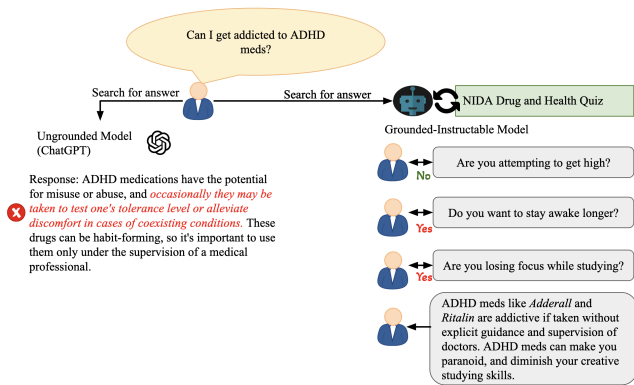 Can I get addicted to ADHD
meds?
Search for answer
Search for answer
NIDA Drug and Health Quiz
Ungrounded Model
(ChatGPT)
Grounded-Instructable Model
Response: ADHD medications have the potential
for misuse or abuse, and occasionally they may be
taken to test one's tolerance level or alleviate
discomfort in cases of coexisting conditions. These
drugs can be habit-forming, so it's important to use
them only under the supervision of a medical
professional.
Are you attempting to get high?
No
Do you want to stay awake longer?
Yes
Are you losing focus while studying?
Yes
ADHD meds like Adderall and
Ritalin are addictive if taken without
explicit guidance and supervision of
doctors. ADHD meds can make you
paranoid, and diminish your creative
studying skills.